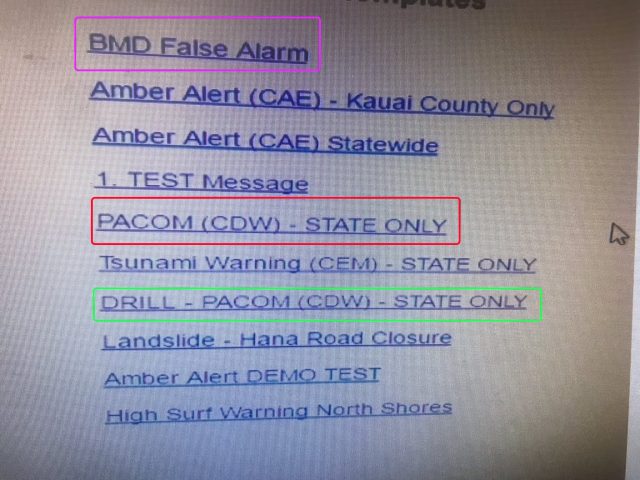 Templates
BMD False Alarm
Amber Alert (CAE) - Kauai County Only
Amber Alert (CAE) Statewide
1. TEST Message
PACOM (CDW) - STATE ONLY
Tsunami Warning (CEM) - STATE ONLY
DRILL - PACOM (CDW) - STATE ONLY
Landslide - Hana Road Closure
Amber Alert DEMO TEST
High Surf Warning North Shores